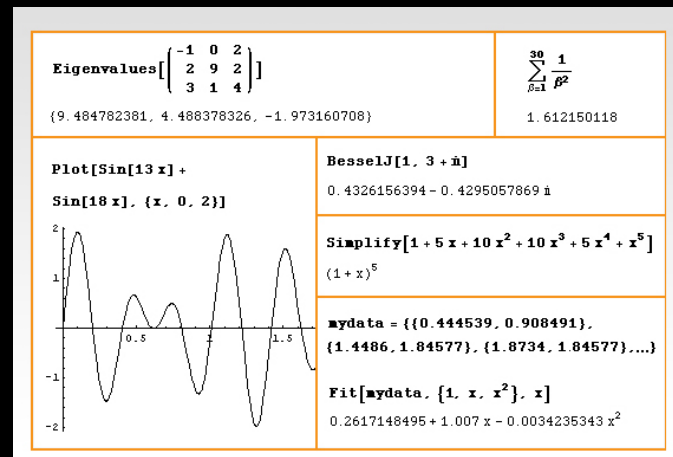 Eigenvalues[(-1 0 2
2 9 2
3 1 4)]
{9.484782381, 4.488378326, -1.973160708}
30
∑ 1/β²
β=1
1.612150118
Plot[Sin[13 x] +
Sin[18 x], {x, 0, 2}]
2
1
0.5 1 1.5
-1
-2
BesselJ[1, 3 + ⅈ]
0.4326156394 - 0.4295057869 ⅈ
Simplify[1 + 5 x + 10 x² + 10 x³ + 5 x⁴ + x⁵]
(1 + x)⁵
mydata = {{0.444539, 0.908491},
{1.4486, 1.84577}, {1.8734, 1.84577},...}
Fit[mydata, {1, x, x²}, x]
0.2617148495 + 1.007 x - 0.0034235343 x²